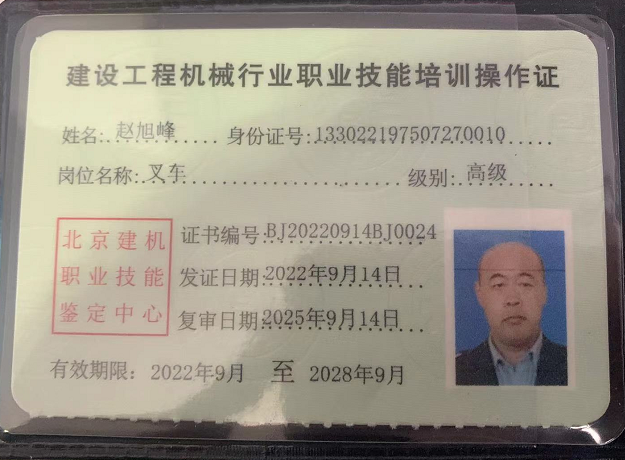 建设工程机械行业职业技能培训操作证
姓名: 赵旭峰 身份证号: 133022197507270010
岗位名称: 叉车 级别: 高级
北京建机
职业技能
鉴定中心
证书编号: BJ20220914BJ0024
发证日期: 2022年9月14日
复审日期: 2025年9月14日
有效期限: 2022年9月 至 2028年9月